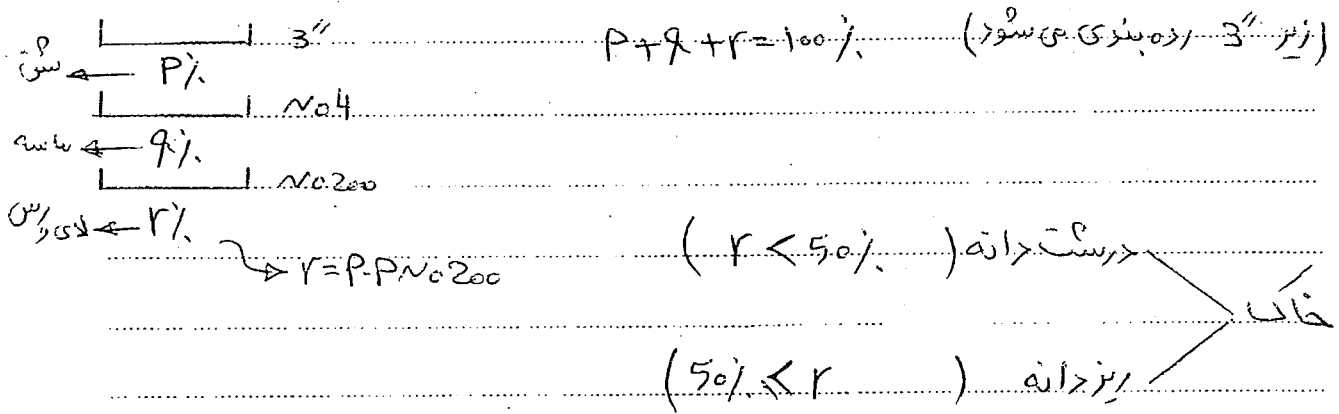 3″ P+q+r=100٪ (زیر 3″ رده بندی می شود)
شن ← P٪
No4
ماسه ← q٪
No200
لای و رس ← r٪
r=P.PNo200
درشت دانه (r<50٪)
خاک
ریزدانه (50٪<r)